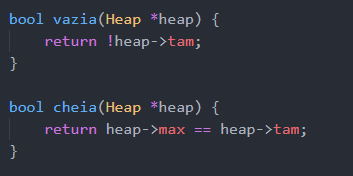 bool vazia(Heap *heap) {
    return !heap->tam;
}

bool cheia(Heap *heap) {
    return heap->max == heap->tam;
}